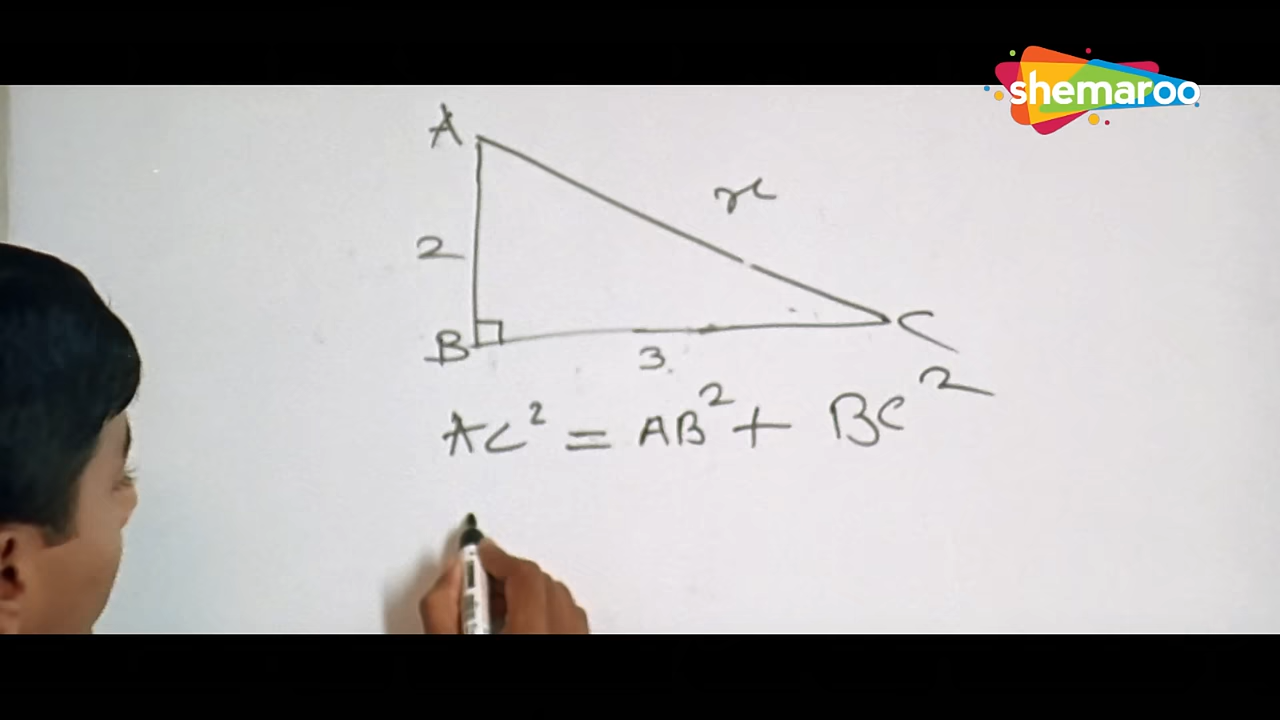 shemaroo
A
x
2
B
C
3
AC² = AB² + BC²